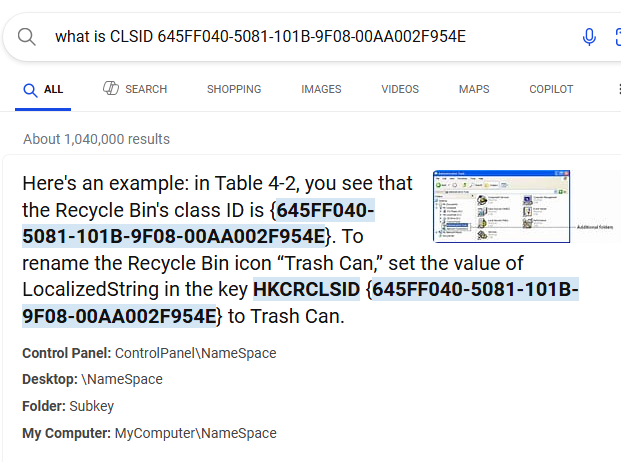 what is CLSID 645FF040-5081-101B-9F08-00AA002F954E
ALL SEARCH SHOPPING IMAGES VIDEOS MAPS COPILOT
About 1,040,000 results
Here's an example: in Table 4-2, you see that
the Recycle Bin's class ID is {645FF040-
5081-101B-9F08-00AA002F954E}. To
rename the Recycle Bin icon “Trash Can,” set the value of
LocalizedString in the key HKCRCLSID {645FF040-5081-101B-
9F08-00AA002F954E} to Trash Can.
Additional folders
Control Panel: ControlPanel\NameSpace
Desktop: \NameSpace
Folder: Subkey
My Computer: MyComputer\NameSpace